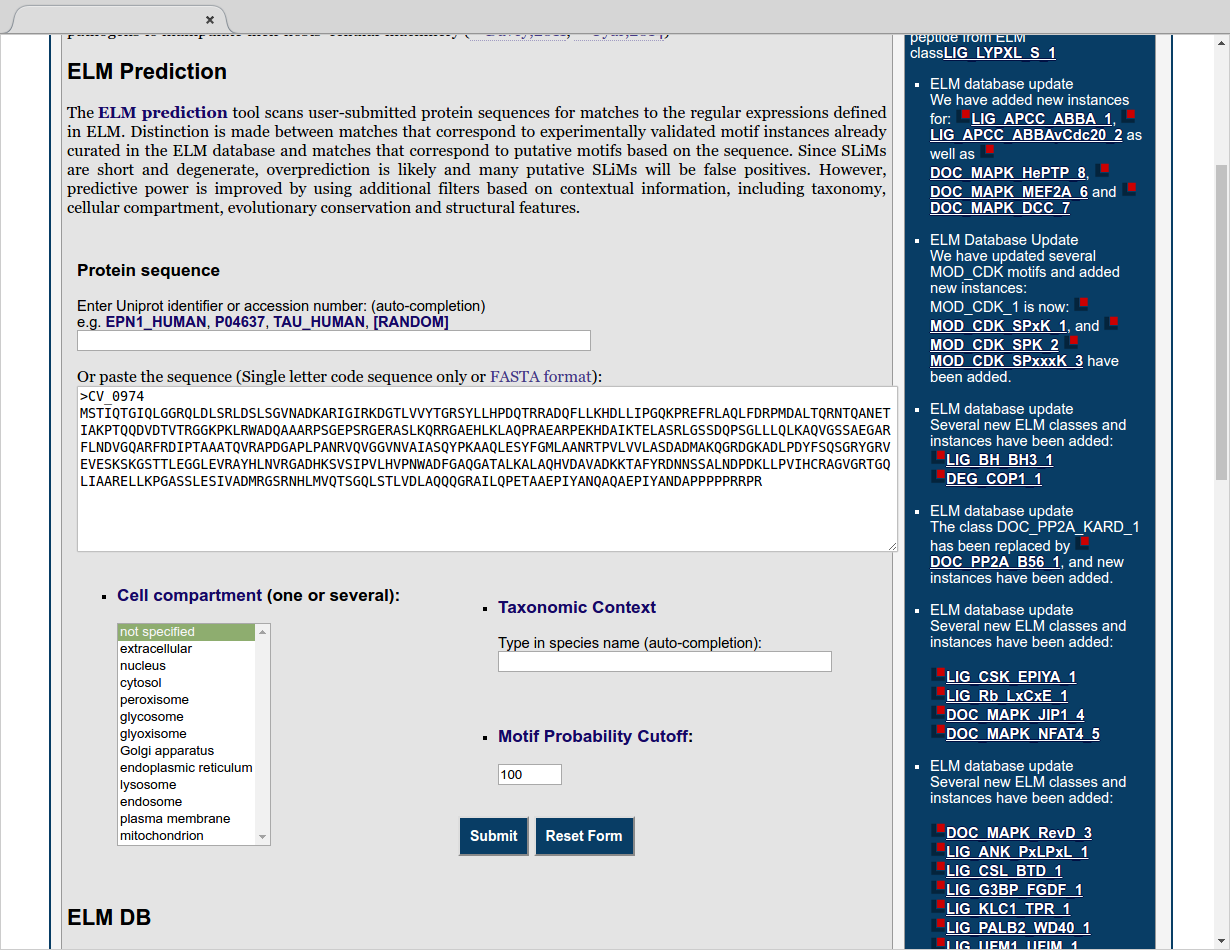 ELM Prediction
The ELM prediction tool scans user-submitted protein sequences for matches to the regular expressions defined
in ELM. Distinction is made between matches that correspond to experimentally validated motif instances already
curated in the ELM database and matches that correspond to putative motifs based on the sequence. Since SLiMs
are short and degenerate, overprediction is likely and many putative SLiMs will be false positives. However,
predictive power is improved by using additional filters based on contextual information, including taxonomy,
cellular compartment, evolutionary conservation and structural features.
Protein sequence
Enter Uniprot identifier or accession number: (auto-completion)
e.g. EPN1_HUMAN, P04637, TAU_HUMAN, [RANDOM]
Or paste the sequence (Single letter code sequence only or FASTA format):
>CV_0974
MSTIQTGIQLGGRQLDLSRLDSLSGVNADKARIGIRKDGTLVVYTGRSYLLHPDQTRRADQFLLKHDLLIPGQKPREFRLAQLFDRPMDALTQRNTQANET
IAKPTQQDVDTVTRGGKPKLRWADQAAARPSGEPSRGERASLKQRRGAEHLKLAQPRAEARPEKHDAIKTELASRLGSSDQPSGLLLQLKAQVGSSAEGAR
FLNDVGQARFRDIPTAAATQVRAPDGAPLPANRVQVGGVNVAIASQYPKAAQLESYFGMLAANRTPVLVVLASDADMAKQGRDGKADLPDYFSQSGRYGRV
EVESKSKGSTTLEGGLEVRAYHLNVRGADHKSVSIPVLHVPNWADFGAQGATALKALAQHVDAVADKKTAFYRDNNSSALNDPDKLLPVIHCRAGVGRTGQ
LIAARELLKPGASSLESIVADMRGSRNHLMVQTSGQLSTLVDLAQQQGRAILQPETAAEPIYANQAQAEPIYANDAPPPPPRRPR
Cell compartment (one or several):
not specified
extracellular
nucleus
cytosol
peroxisome
glycosome
glyoxisome
Golgi apparatus
endoplasmic reticulum
lysosome
endosome
plasma membrane
mitochondrion
Taxonomic Context
Type in species name (auto-completion):
Motif Probability Cutoff:
100
Submit Reset Form
ELM DB
peptide from ELM
classLIG_LYPXL_S_1
ELM database update
We have added new instances
for: LIG_APCC_ABBA_1,
LIG_APCC_ABBAvCdc20_2 as
well as
DOC_MAPK_HePTP_8,
DOC_MAPK_MEF2A_6 and
DOC_MAPK_DCC_7
ELM Database Update
We have updated several
MOD_CDK motifs and added
new instances:
MOD_CDK_1 is now:
MOD_CDK_SPxK_1, and
MOD_CDK_SPK_2
MOD_CDK_SPxxxK_3 have
been added.
ELM database update
Several new ELM classes and
instances have been added:
LIG_BH_BH3_1
DEG_COP1_1
ELM database update
The class DOC_PP2A_KARD_1
has been replaced by
DOC_PP2A_B56_1, and new
instances have been added.
ELM database update
Several new ELM classes and
instances have been added:
LIG_CSK_EPIYA_1
LIG_Rb_LxCxE_1
DOC_MAPK_JIP1_4
DOC_MAPK_NFAT4_5
ELM database update
Several new ELM classes and
instances have been added:
DOC_MAPK_RevD_3
LIG_ANK_PxLPxL_1
LIG_CSL_BTD_1
LIG_G3BP_FGDF_1
LIG_KLC1_TPR_1
LIG_PALB2_WD40_1
LIG_UFM1_UFIM_1